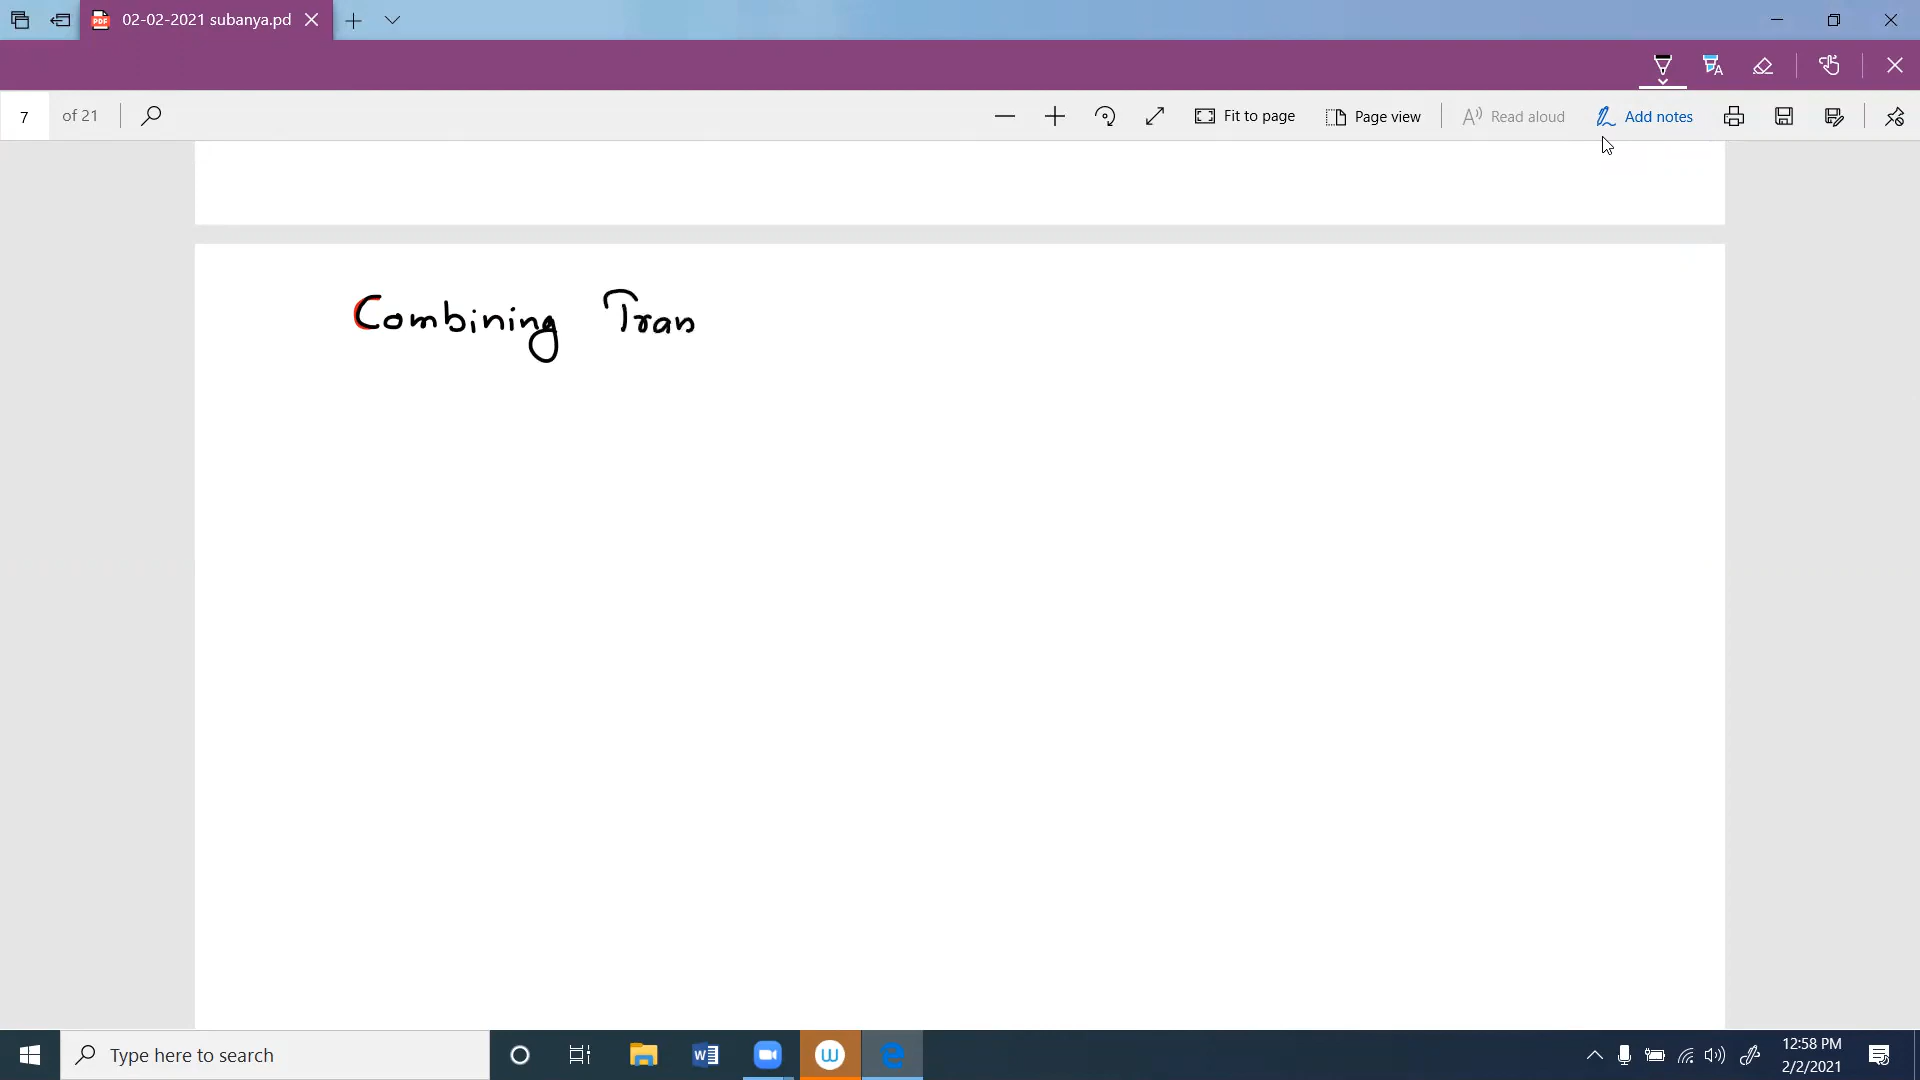 02-02-2021 subanya.pd
7 of 21
Fit to page
Page view
Read aloud
Add notes
Combining Tran
Type here to search
12:58 PM
2/2/2021